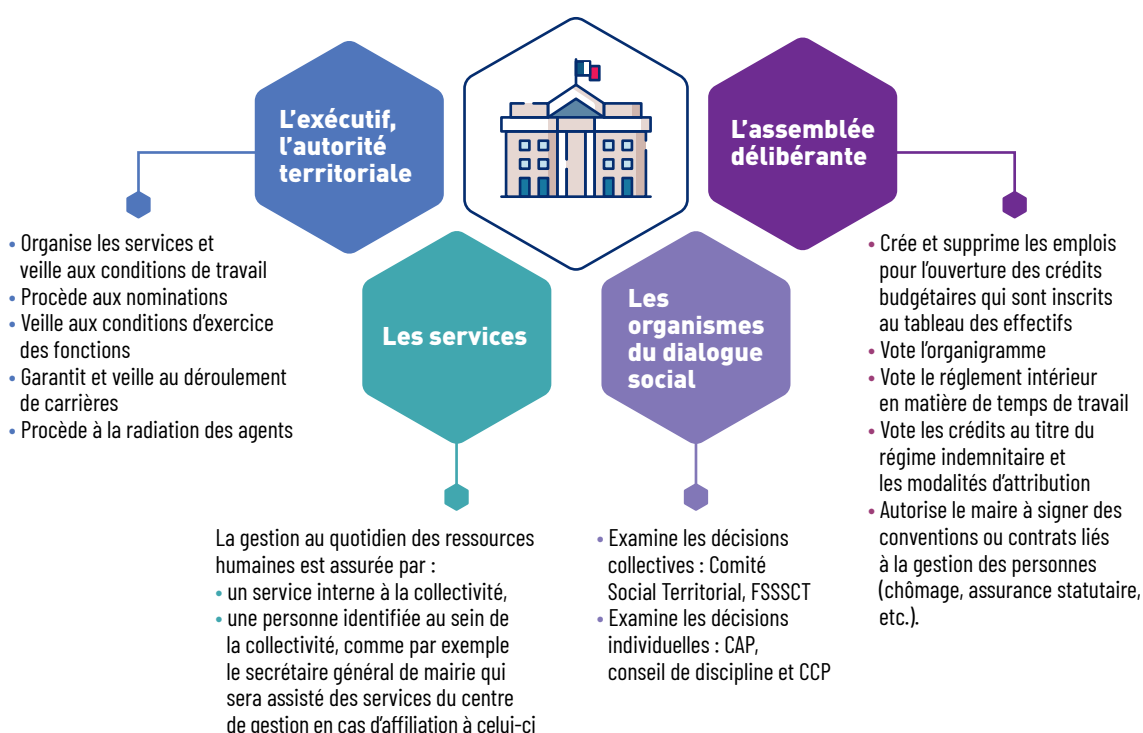 L'exécutif,
l'autorité
territoriale
• Organise les services et
veille aux conditions de travail
• Procède aux nominations
• Veille aux conditions d'exercice
des fonctions
• Garantit et veille au déroulement
de carrières
• Procède à la radiation des agents
Les services
La gestion au quotidien des ressources
humaines est assurée par :
• un service interne à la collectivité,
• une personne identifiée au sein de
la collectivité, comme par exemple
le secrétaire général de mairie qui
sera assisté des services du centre
de gestion en cas d'affiliation à celui-ci
Les
organismes
du dialogue
social
• Examine les décisions
collectives : Comité
Social Territorial, FSSSCT
• Examine les décisions
individuelles : CAP,
conseil de discipline et CCP
L'assemblée
délibérante
• Crée et supprime les emplois
pour l'ouverture des crédits
budgétaires qui sont inscrits
au tableau des effectifs
• Vote l'organigramme
• Vote le réglement intérieur
en matière de temps de travail
• Vote les crédits au titre du
régime indemnitaire et
les modalités d'attribution
• Autorise le maire à signer des
conventions ou contrats liés
à la gestion des personnes
(chômage, assurance statutaire,
etc.).